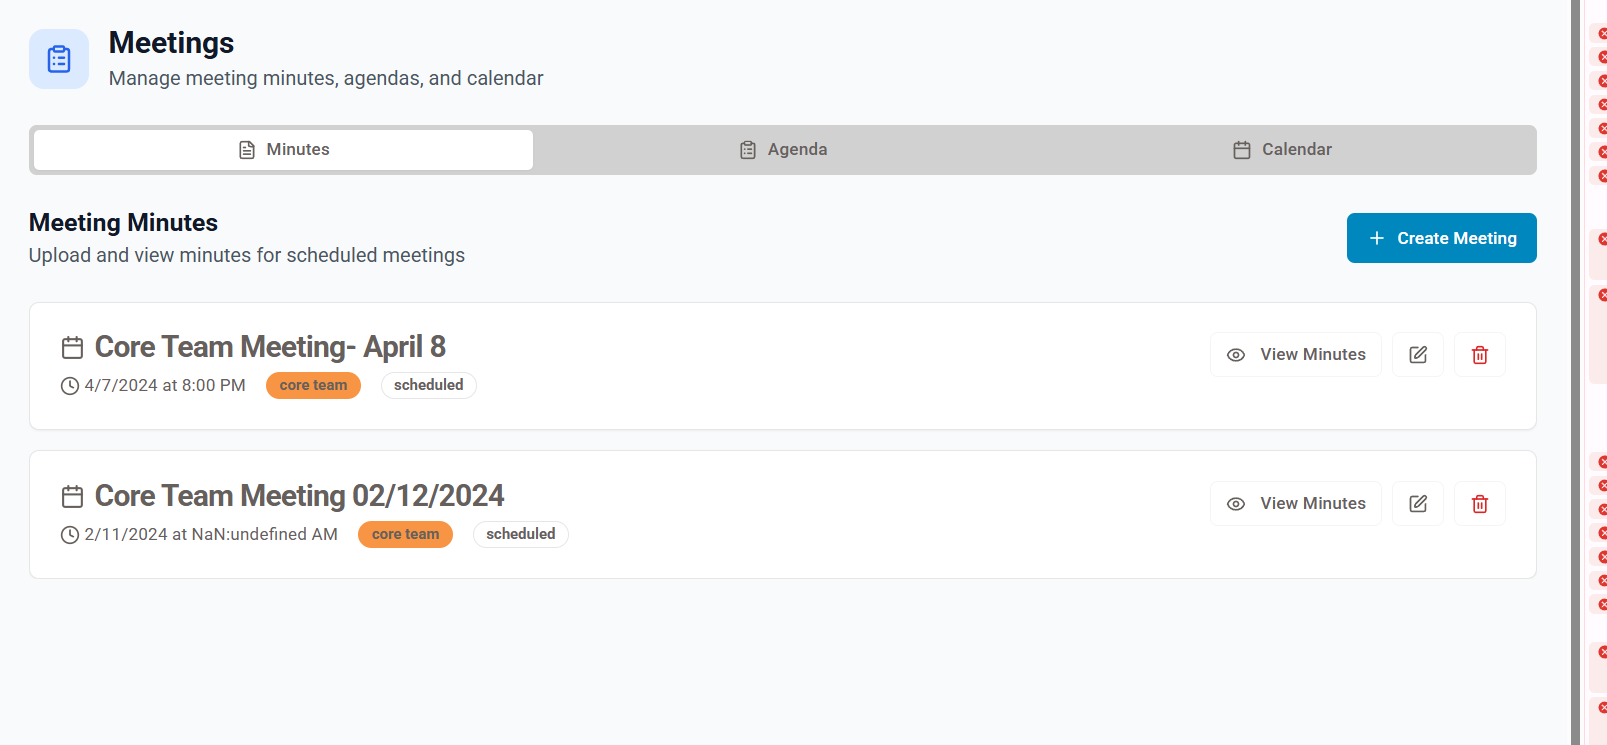 Meetings
Manage meeting minutes, agendas, and calendar
Minutes
Agenda
Calendar
Meeting Minutes
Upload and view minutes for scheduled meetings
Create Meeting
Core Team Meeting- April 8
View Minutes
4/7/2024 at 8:00 PM
core team
scheduled
Core Team Meeting 02/12/2024
View Minutes
2/11/2024 at NaN:undefined AM
core team
scheduled